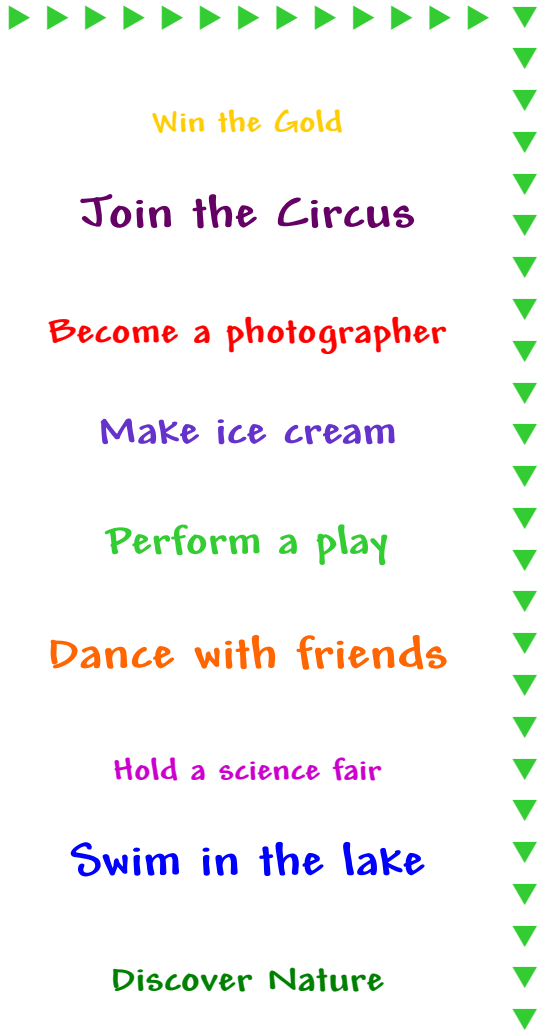 Win the Gold
Join the Circus
Become a photographer
Make ice cream
Perform a play
Dance with friends
Hold a science fair
Swim in the lake
Discover Nature